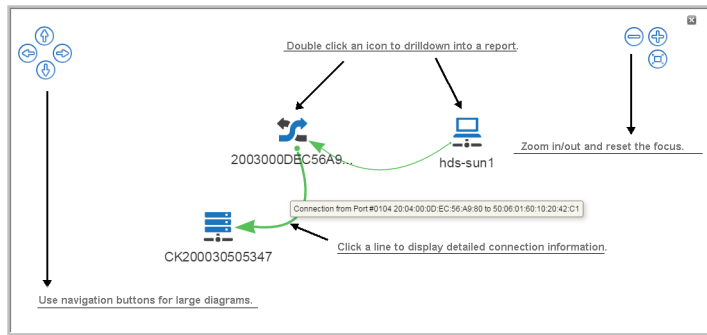 Double click an icon to drilldown into a report.
2003000DEC56A9...
hds-sun1
Zoom in/out and reset the focus.
Connection from Port #0104 20:04:00:0D:EC:56:A9:80 to 50:06:01:60:10:20:42:C1
CK200030505347
Click a line to display detailed connection information.
Use navigation buttons for large diagrams.